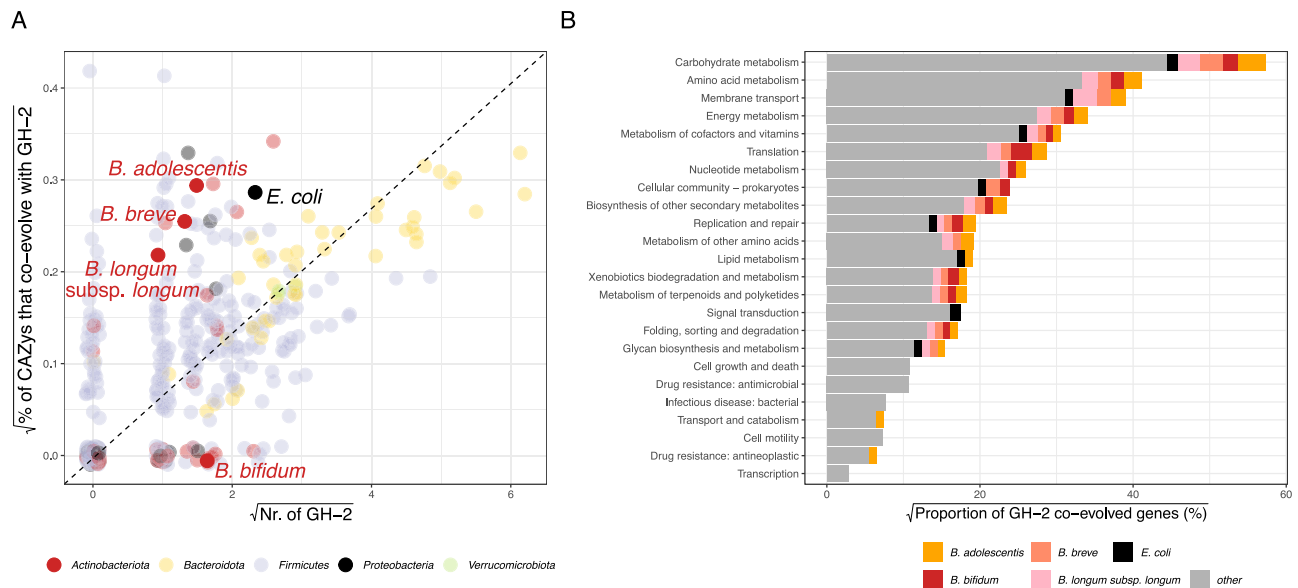 A
√% of CAZys that co-evolve with GH-2
0.4
0.3
0.2
0.1
0.0
B. adolescentis
E. coli
B. breve
B. longum
subsp. longum
B. bifidum
0
2
4
6
√Nr. of GH-2
Actinobacteriota
Bacteroidota
Firmicutes
Proteobacteria
Verrucomicrobiota
B
Carbohydrate metabolism
Amino acid metabolism
Membrane transport
Energy metabolism
Metabolism of cofactors and vitamins
Translation
Nucleotide metabolism
Cellular community – prokaryotes
Biosynthesis of other secondary metabolites
Replication and repair
Metabolism of other amino acids
Lipid metabolism
Xenobiotics biodegradation and metabolism
Metabolism of terpenoids and polyketides
Signal transduction
Folding, sorting and degradation
Glycan biosynthesis and metabolism
Cell growth and death
Drug resistance: antimicrobial
Infectious disease: bacterial
Transport and catabolism
Cell motility
Drug resistance: antineoplastic
Transcription
0
20
40
60
√Proportion of GH-2 co-evolved genes (%)
B. adolescentis
B. breve
E. coli
B. bifidum
B. longum subsp. longum
other